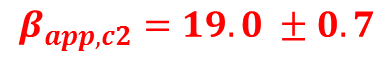 β_app,c2 = 19.0 ± 0.7